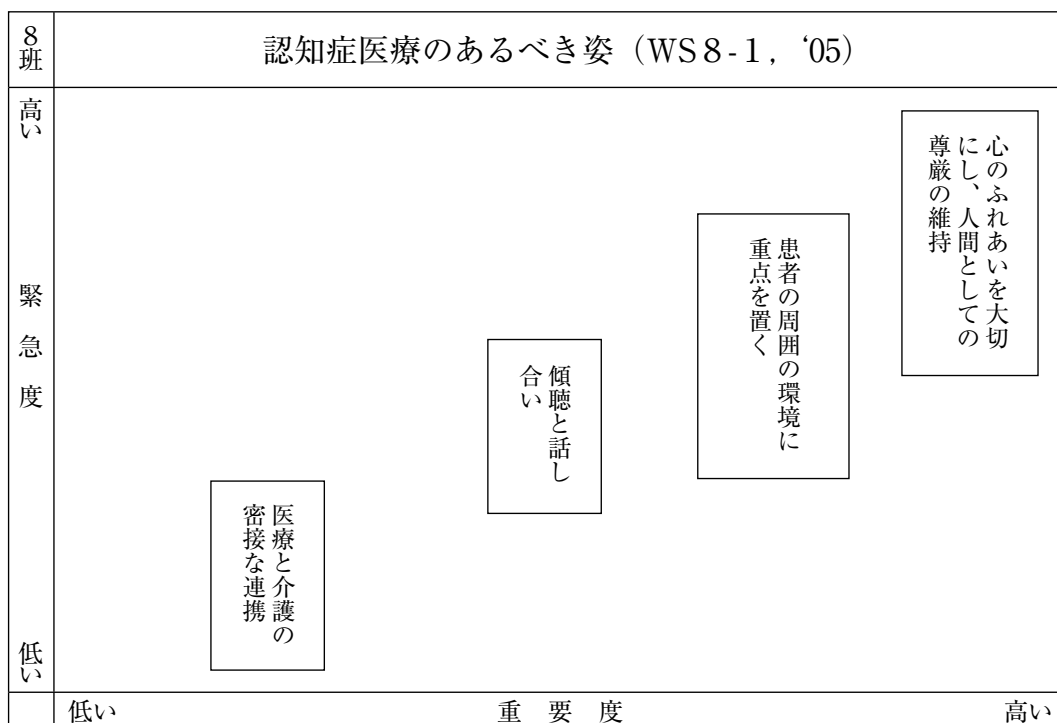 8班
認知症医療のあるべき姿（WS8-1，‘05）
高い
緊急度
低い
心のふれあいを大切
にし、人間としての
尊厳の維持
患者の周囲の環境に
重点を置く
傾聴と話し
合い
医療と介護の
密接な連携
低い
重要度
高い